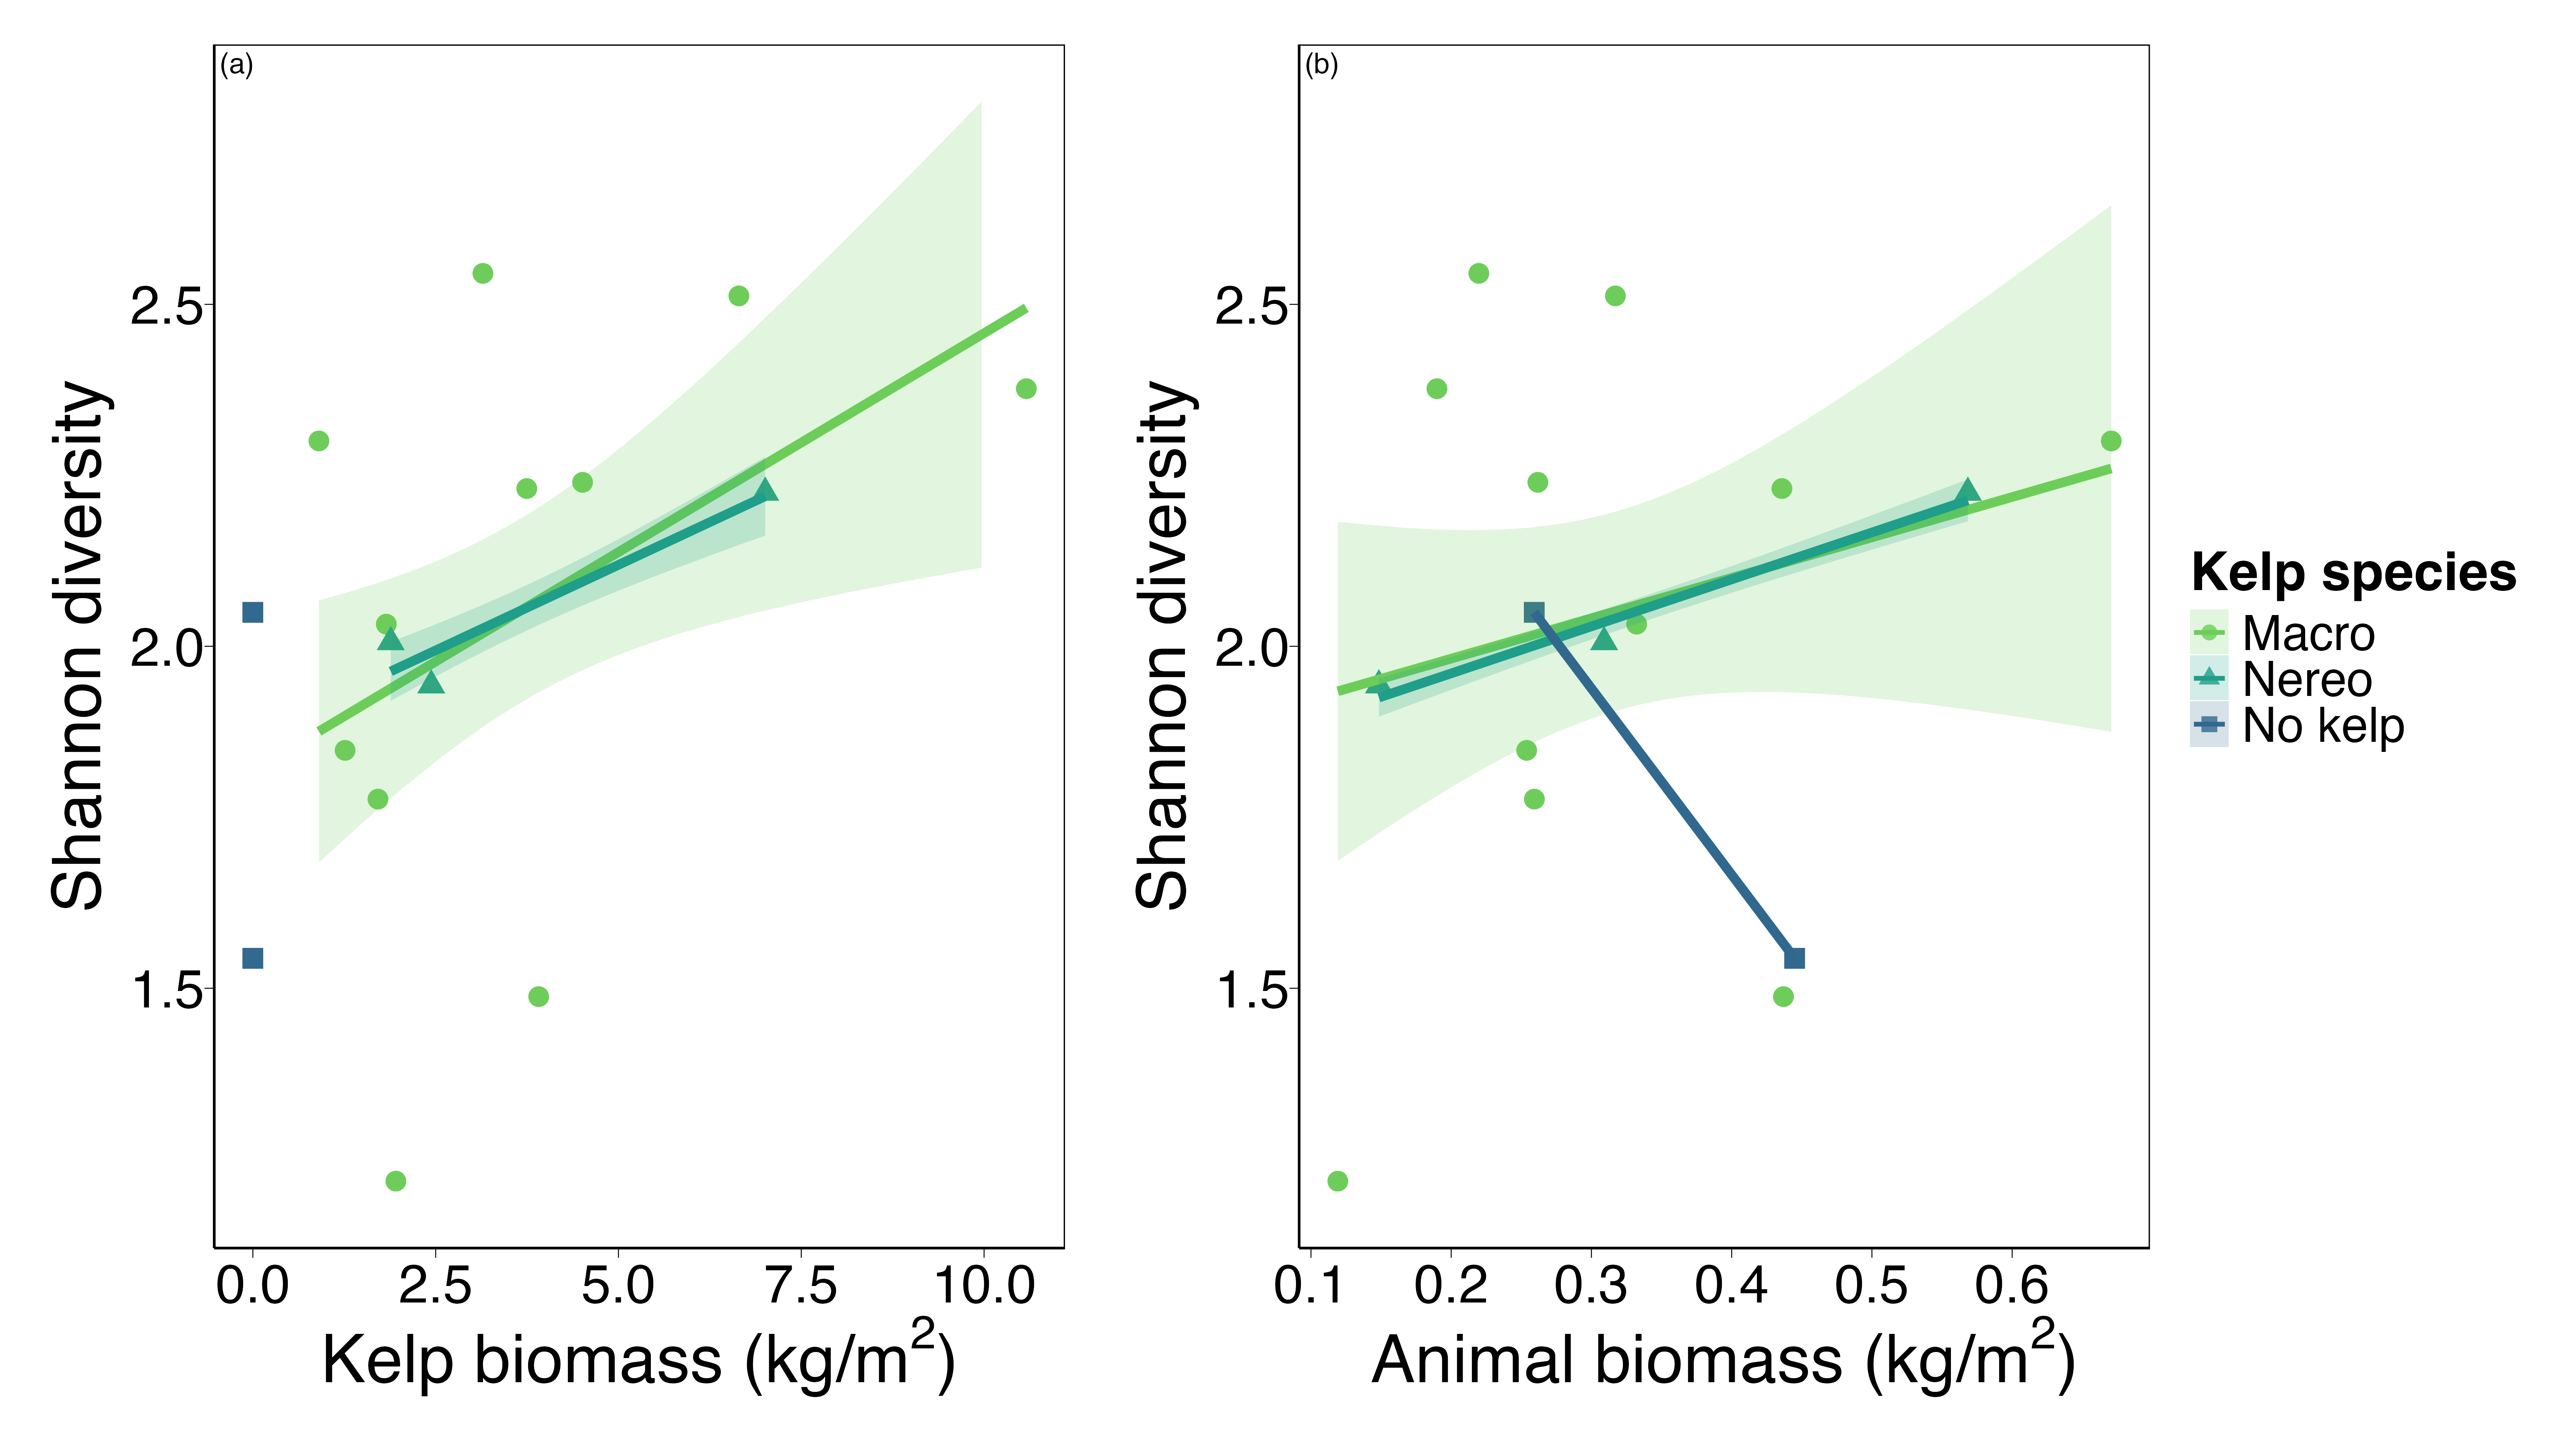 (a)
(b)
Shannon diversity
2.5
2.0
1.5
0.0 2.5 5.0 7.5 10.0
Kelp biomass (kg/m²)
Shannon diversity
2.5
2.0
1.5
0.1 0.2 0.3 0.4 0.5 0.6
Animal biomass (kg/m²)
Kelp species
Macro
Nereo
No kelp